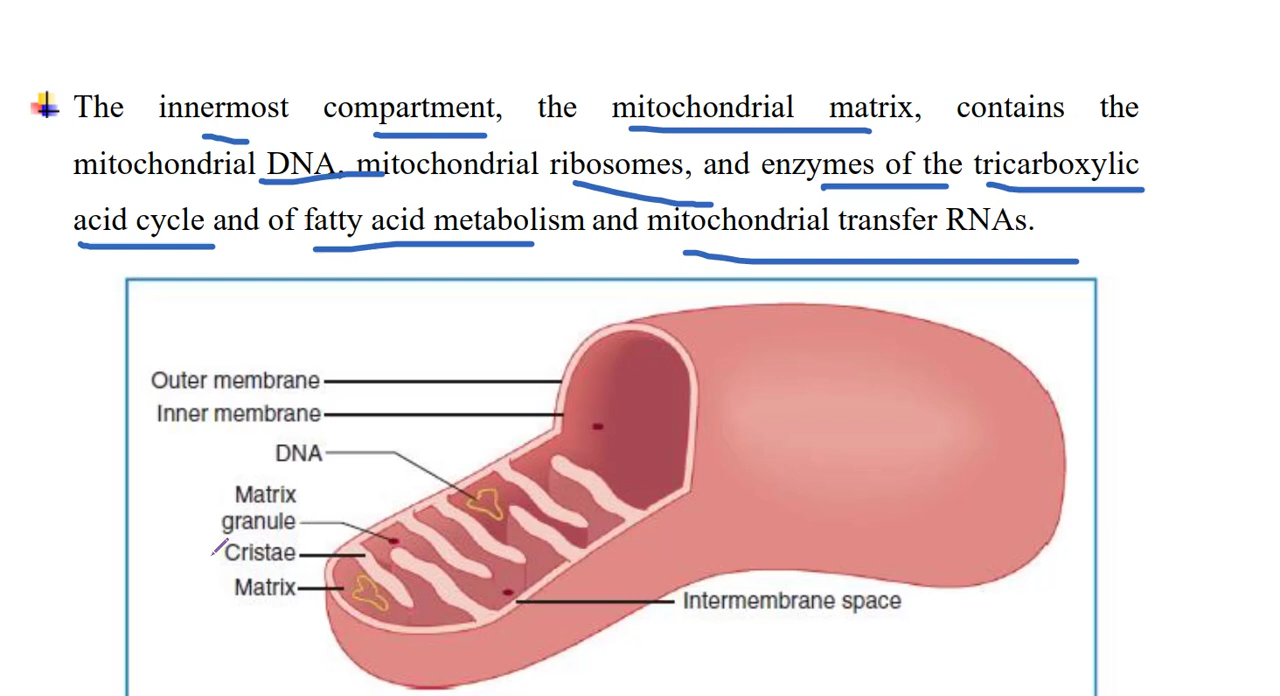 The innermost compartment, the mitochondrial matrix, contains the
mitochondrial DNA, mitochondrial ribosomes, and enzymes of the tricarboxylic
acid cycle and of fatty acid metabolism and mitochondrial transfer RNAs.
Outer membrane
Inner membrane
DNA
Matrix
granule
Cristae
Matrix
Intermembrane space